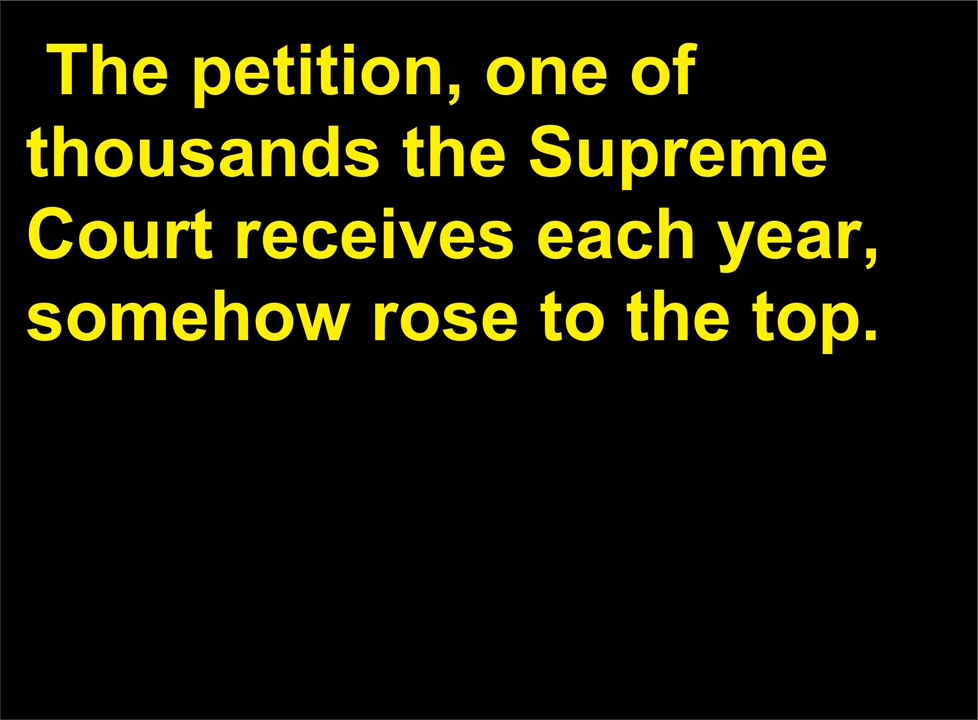 The petition, one of
thousands the Supreme
Court receives each year,
somehow rose to the top.